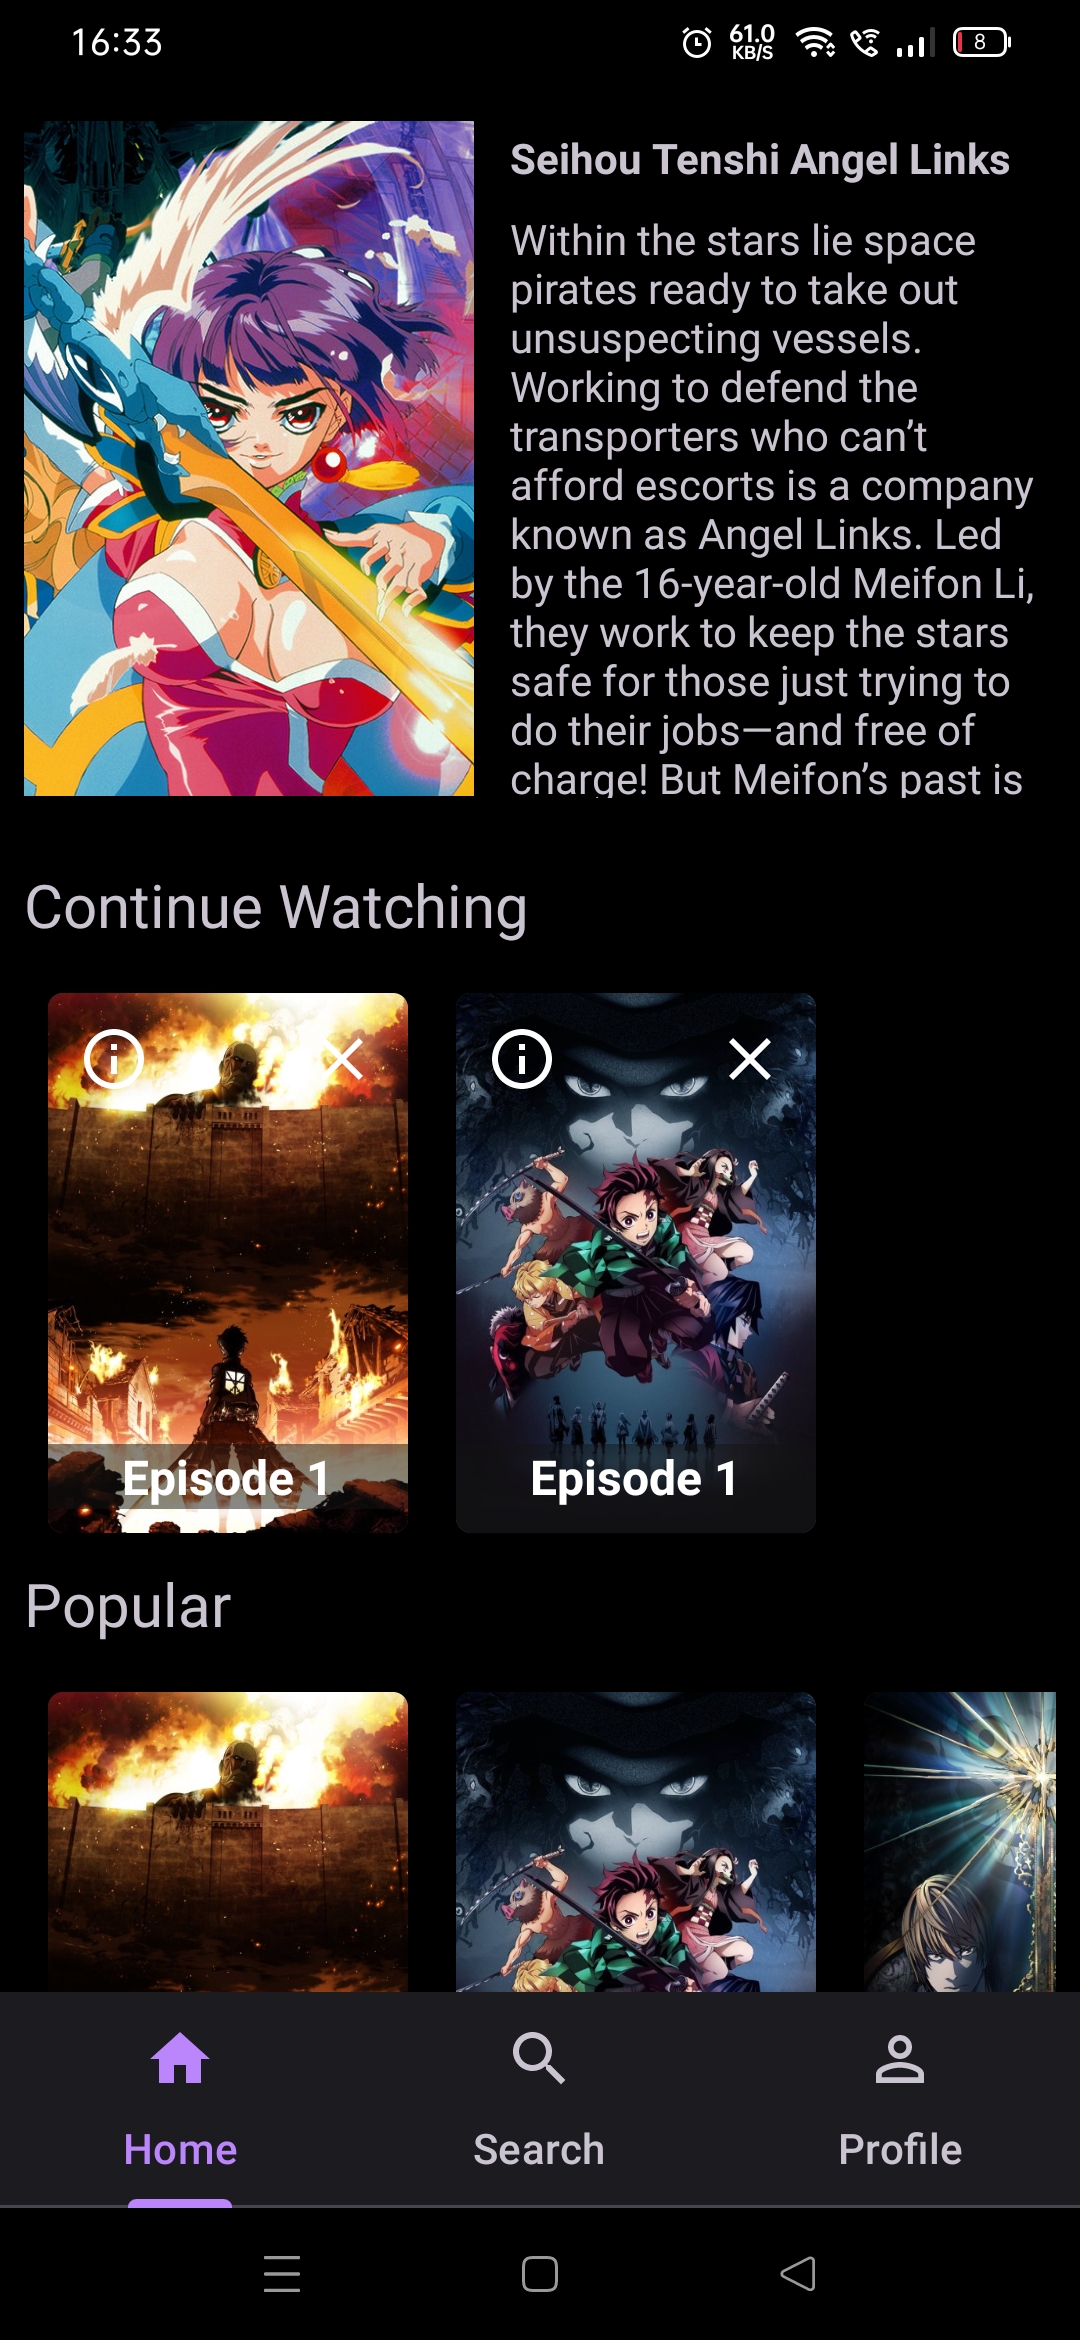 16:33
61.0
KB/S
8
Seihou Tenshi Angel Links
Within the stars lie space
pirates ready to take out
unsuspecting vessels.
Working to defend the
transporters who can’t
afford escorts is a company
known as Angel Links. Led
by the 16-year-old Meifon Li,
they work to keep the stars
safe for those just trying to
do their jobs—and free of
charge! But Meifon’s past is
Continue Watching
Episode 1
Episode 1
Popular
Home
Search
Profile